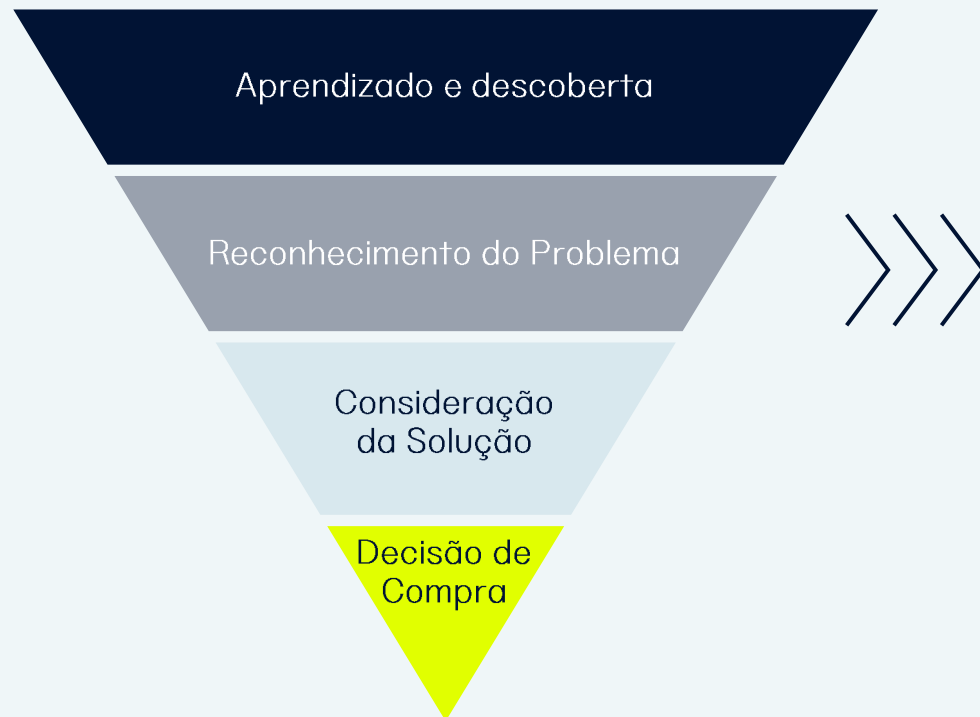 Aprendizado e descoberta
Reconhecimento do Problema
Consideração
da Solução
Decisão de
Compra